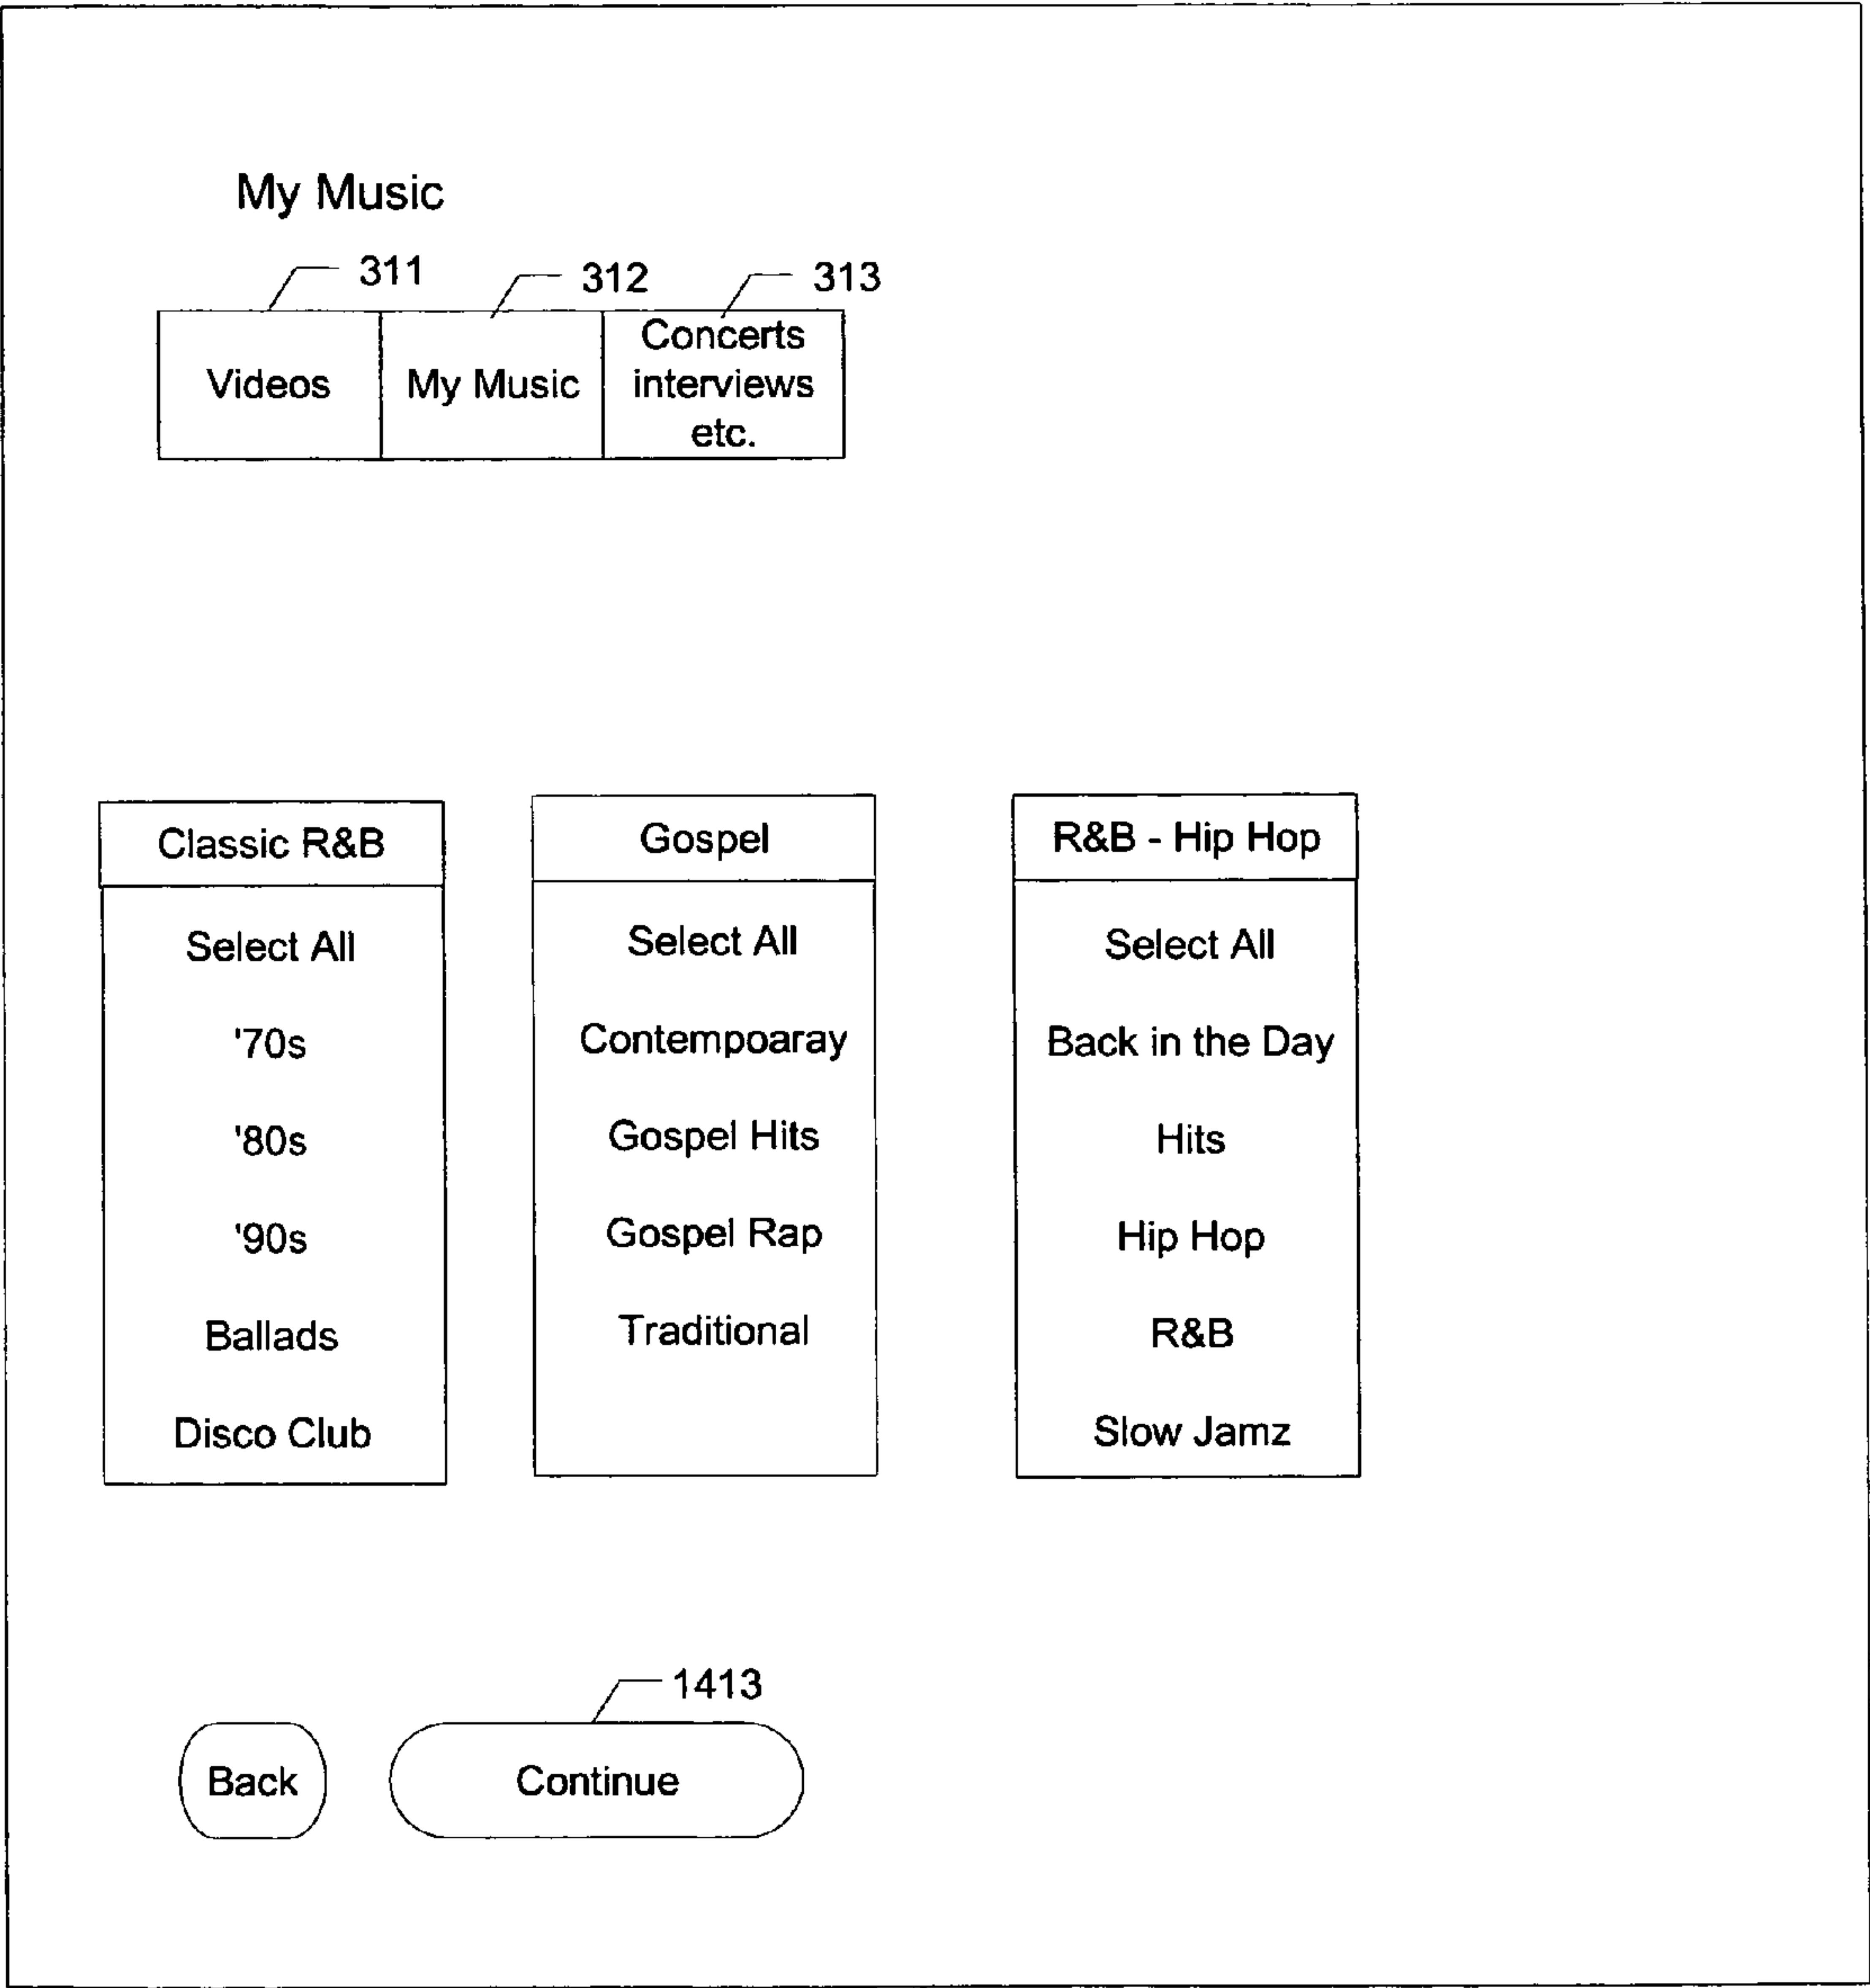 My Music
311
312
313
Videos
My Music
Concerts
interviews
etc.
Classic R&B
Select All
'70s
'80s
'90s
Ballads
Disco Club
Gospel
Select All
Contempoaray
Gospel Hits
Gospel Rap
Traditional
R&B - Hip Hop
Select All
Back in the Day
Hits
Hip Hop
R&B
Slow Jamz
1413
Back
Continue